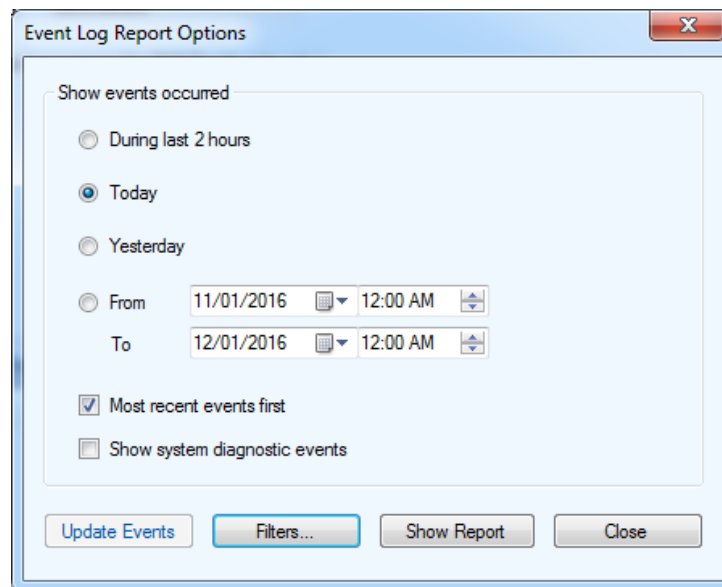 Event Log Report Options
Show events occurred
During last 2 hours
Today
Yesterday
From 11/01/2016 12:00 AM
To 12/01/2016 12:00 AM
Most recent events first
Show system diagnostic events
Update Events Filters... Show Report Close